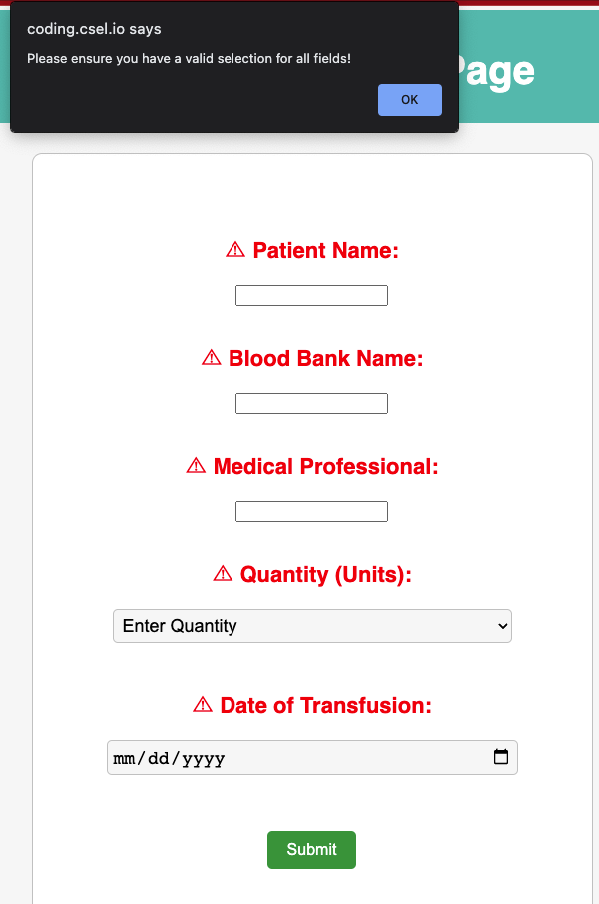 coding.csel.io says
Please ensure you have a valid selection for all fields!
OK
Page
⚠ Patient Name:
⚠ Blood Bank Name:
⚠ Medical Professional:
⚠ Quantity (Units):
Enter Quantity
⚠ Date of Transfusion:
mm/dd/yyyy
Submit